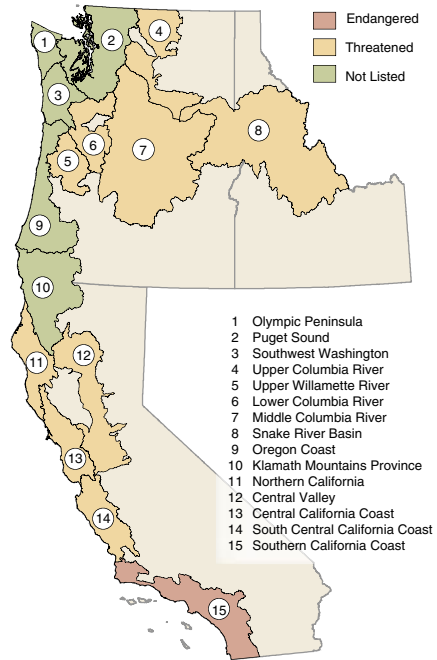 Endangered
Threatened
Not Listed
1
2
3
4
5
6
7
8
9
10
11
12
13
14
15
1 Olympic Peninsula
2 Puget Sound
3 Southwest Washington
4 Upper Columbia River
5 Upper Willamette River
6 Lower Columbia River
7 Middle Columbia River
8 Snake River Basin
9 Oregon Coast
10 Klamath Mountains Province
11 Northern California
12 Central Valley
13 Central California Coast
14 South Central California Coast
15 Southern California Coast